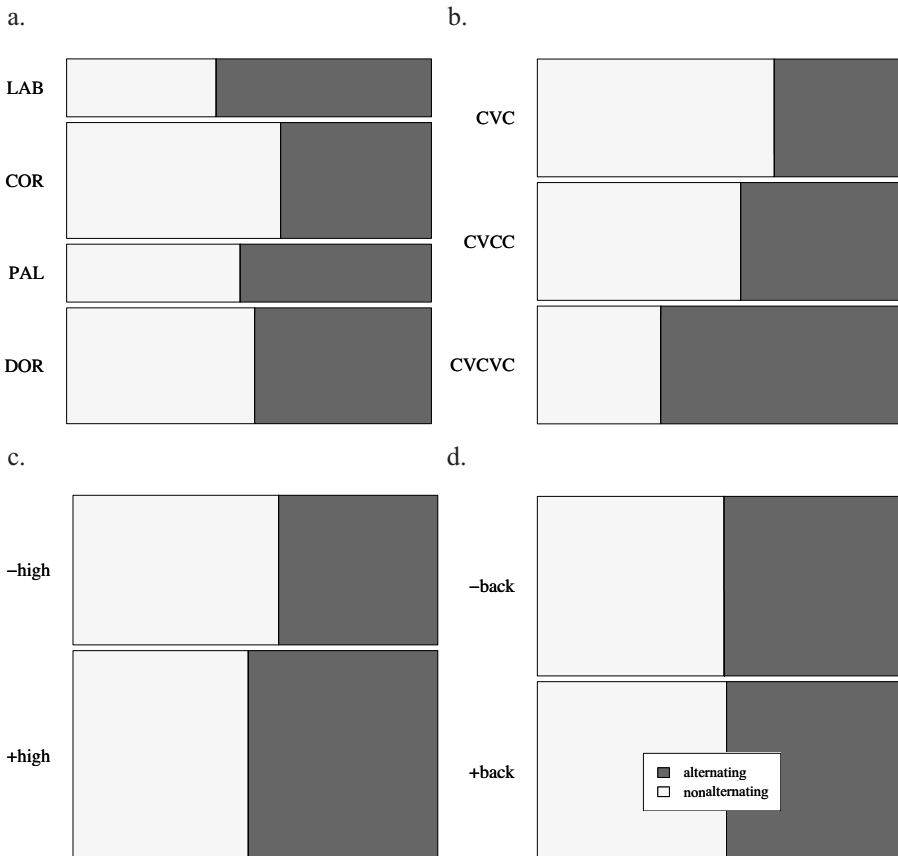 a.
LAB
COR
PAL
DOR
b.
CVC
CVCC
CVCVC
c.
−high
+high
d.
−back
+back
alternating
nonalternating